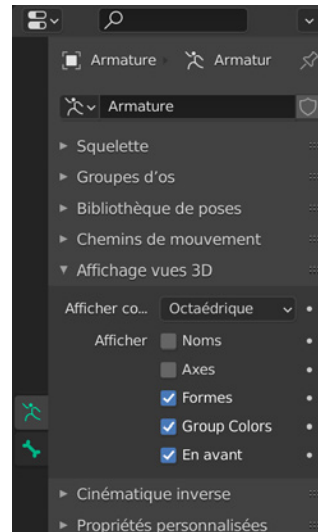 Armature Armatur
Armature
Squelette
Groupes d'os
Bibliothèque de poses
Chemins de mouvement
Affichage vues 3D
Afficher co... Octaédrique
Afficher Noms
Axes
Formes
Group Colors
En avant
Cinématique inverse
Propriétés personnalisées